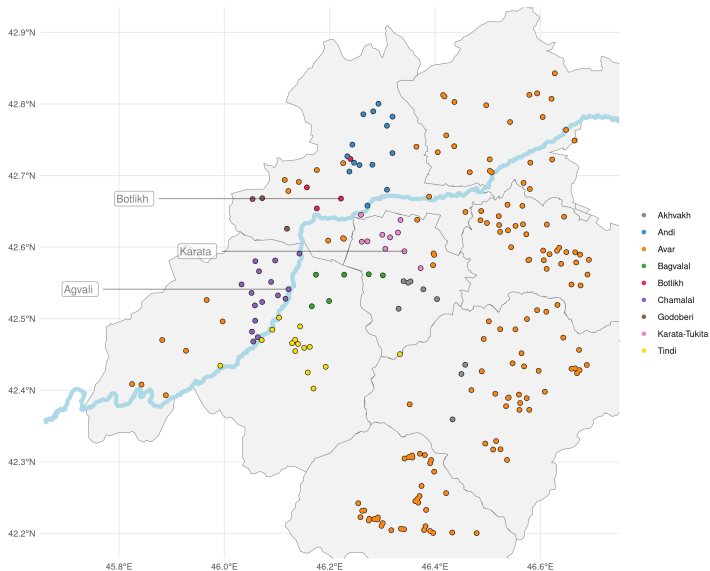 42.9°N
42.8°N
42.7°N
42.6°N
42.5°N
42.4°N
42.3°N
42.2°N
Botlikh
Karata
Agvali
45.8°E 46.0°E 46.2°E 46.4°E 46.6°E
Akhvakh
Andi
Avar
Bagvalal
Botlikh
Chamalal
Godoberi
Karata-Tukita
Tindi